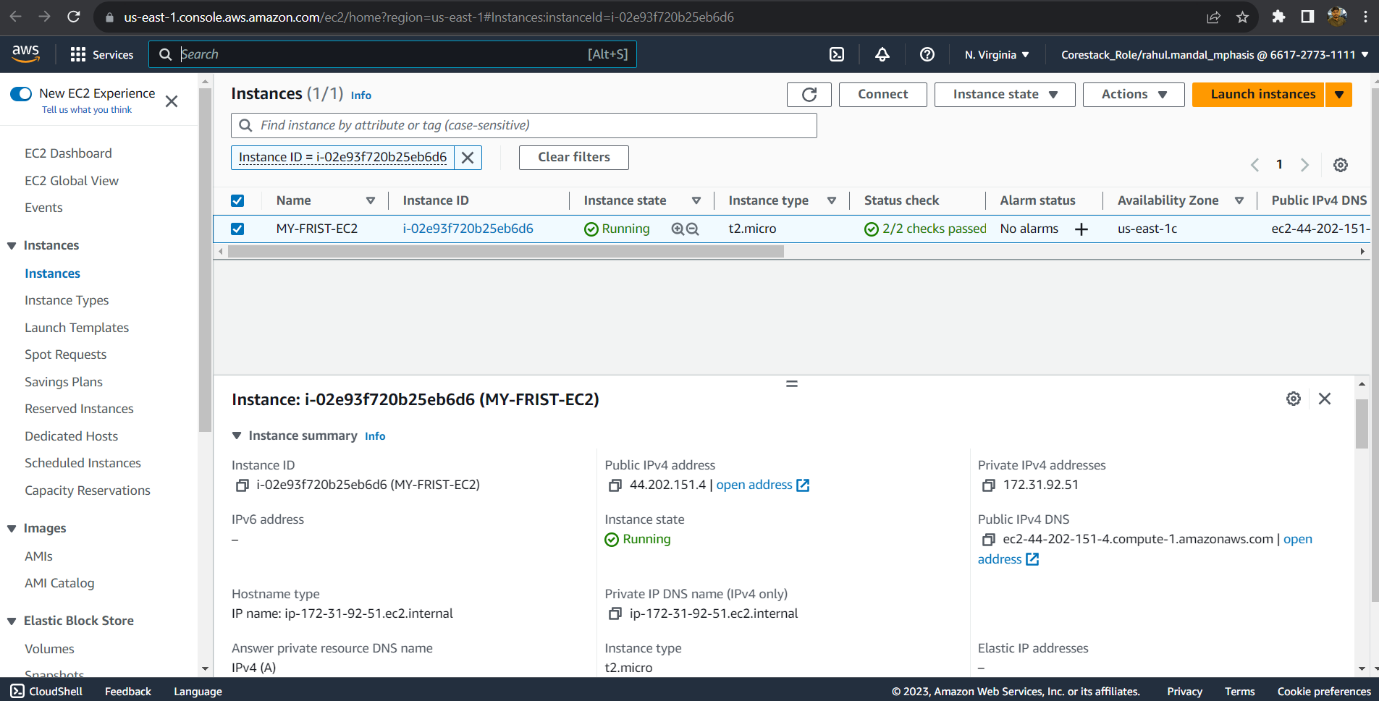 us-east-1.console.aws.amazon.com/ec2/home?region=us-east-1#Instances:instanceId=i-02e93f720b25eb6d6
aws Services Search [Alt+S] N. Virginia Corestack_Role/rahul.mandal_mphasis @ 6617-2773-1111
New EC2 Experience
Tell us what you think
EC2 Dashboard
EC2 Global View
Events
Instances
Instances
Instance Types
Launch Templates
Spot Requests
Savings Plans
Reserved Instances
Dedicated Hosts
Scheduled Instances
Capacity Reservations
Images
AMIs
AMI Catalog
Elastic Block Store
Volumes
Snapshots
Instances (1/1) Info
Connect Instance state Actions Launch instances
Find instance by attribute or tag (case-sensitive)
Instance ID = i-02e93f720b25eb6d6 Clear filters
1
Name Instance ID Instance state Instance type Status check Alarm status Availability Zone Public IPv4 DNS
MY-FRIST-EC2 i-02e93f720b25eb6d6 Running t2.micro 2/2 checks passed No alarms + us-east-1c ec2-44-202-151-
Instance: i-02e93f720b25eb6d6 (MY-FRIST-EC2)
Instance summary Info
Instance ID
i-02e93f720b25eb6d6 (MY-FRIST-EC2)
Public IPv4 address
44.202.151.4 | open address
Private IPv4 addresses
172.31.92.51
IPv6 address
–
Instance state
Running
Public IPv4 DNS
ec2-44-202-151-4.compute-1.amazonaws.com | open
address
Hostname type
IP name: ip-172-31-92-51.ec2.internal
Private IP DNS name (IPv4 only)
ip-172-31-92-51.ec2.internal
Answer private resource DNS name
IPv4 (A)
Instance type
t2.micro
Elastic IP addresses
–
CloudShell Feedback Language © 2023, Amazon Web Services, Inc. or its affiliates. Privacy Terms Cookie preferences